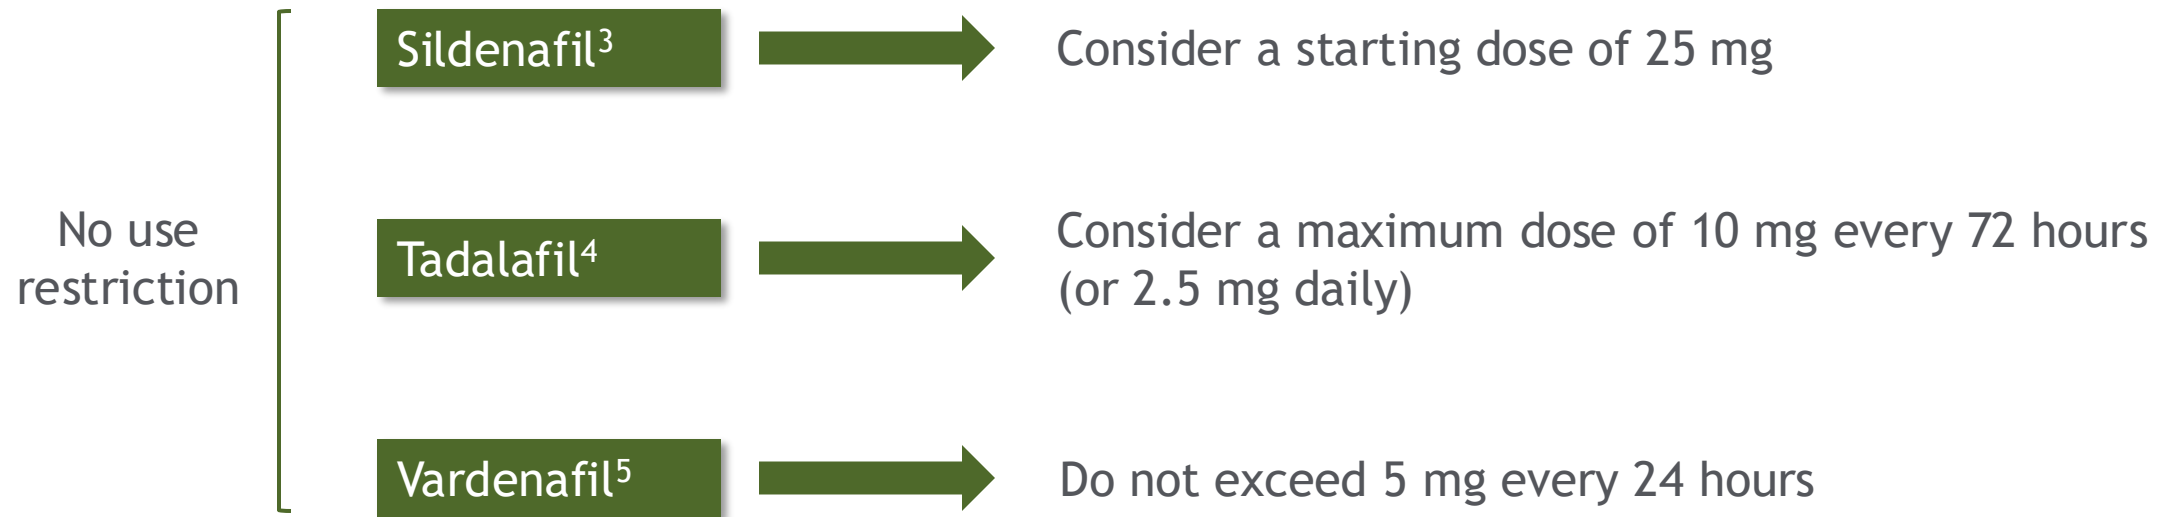 No use
restriction
Sildenafil³
Consider a starting dose of 25 mg
Tadalafil⁴
Consider a maximum dose of 10 mg every 72 hours
(or 2.5 mg daily)
Vardenafil⁵
Do not exceed 5 mg every 24 hours